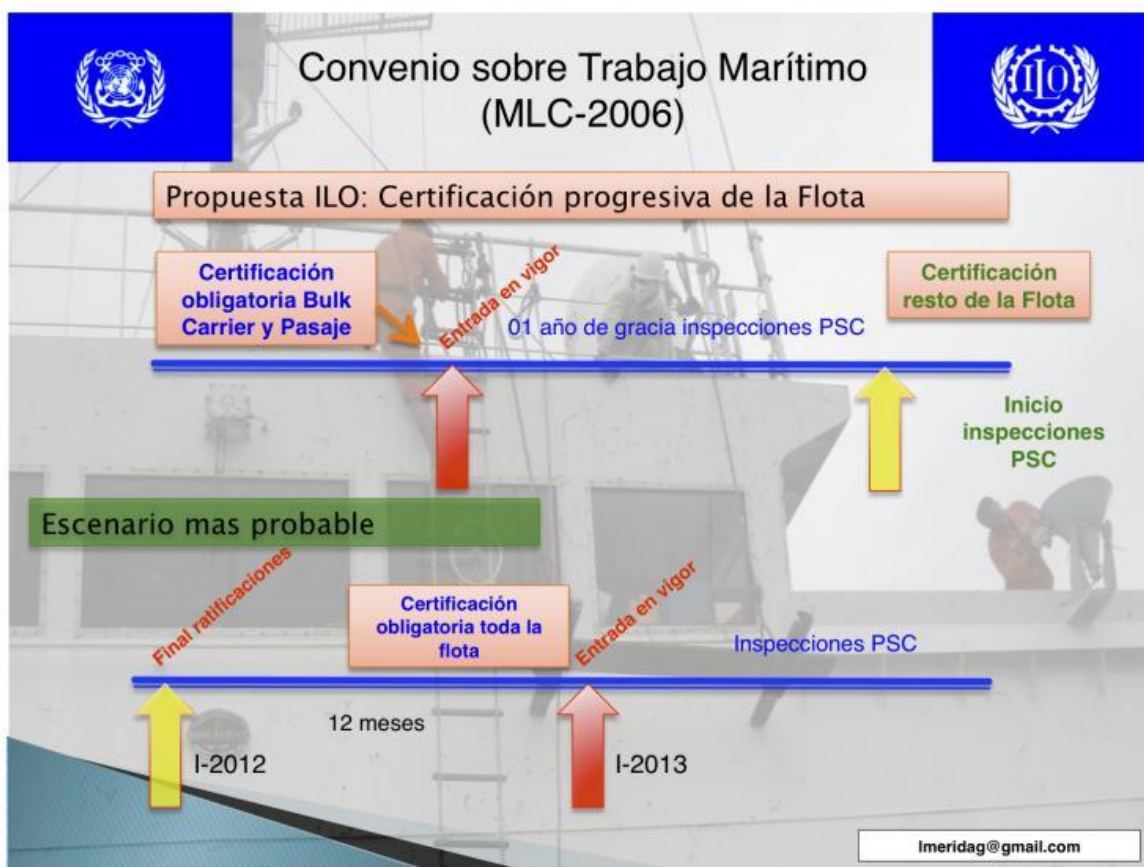 Convenio sobre Trabajo Marítimo
(MLC-2006)
ILO
Propuesta ILO: Certificación progresiva de la Flota
Certificación
obligatoria Bulk
Carrier y Pasaje
Entrada en vigor
01 año de gracia inspecciones PSC
Certificación
resto de la Flota
Inicio
inspecciones
PSC
Escenario mas probable
Final ratificaciones
Certificación
obligatoria toda la
flota
Entrada en vigor
Inspecciones PSC
12 meses
I-2012
I-2013
lmeridag@gmail.com